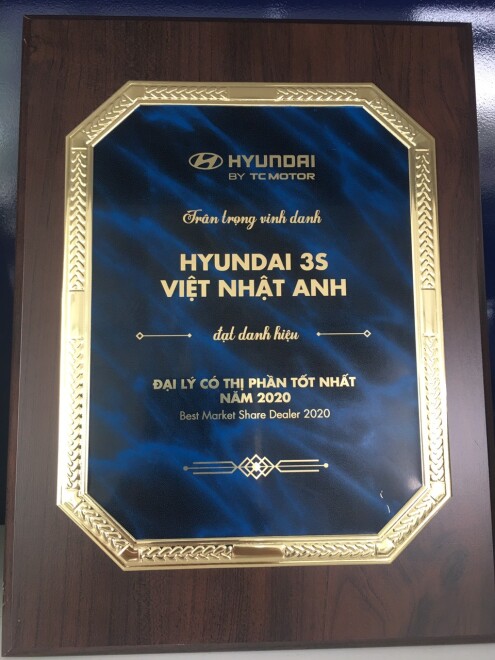 HYUNDAI
BY TC MOTOR
Trân trọng vinh danh
HYUNDAI 3S
VIỆT NHẬT ANH
đạt danh hiệu
ĐẠI LÝ CÓ THỊ PHẦN TỐT NHẤT
NĂM 2020
Best Market Share Dealer 2020